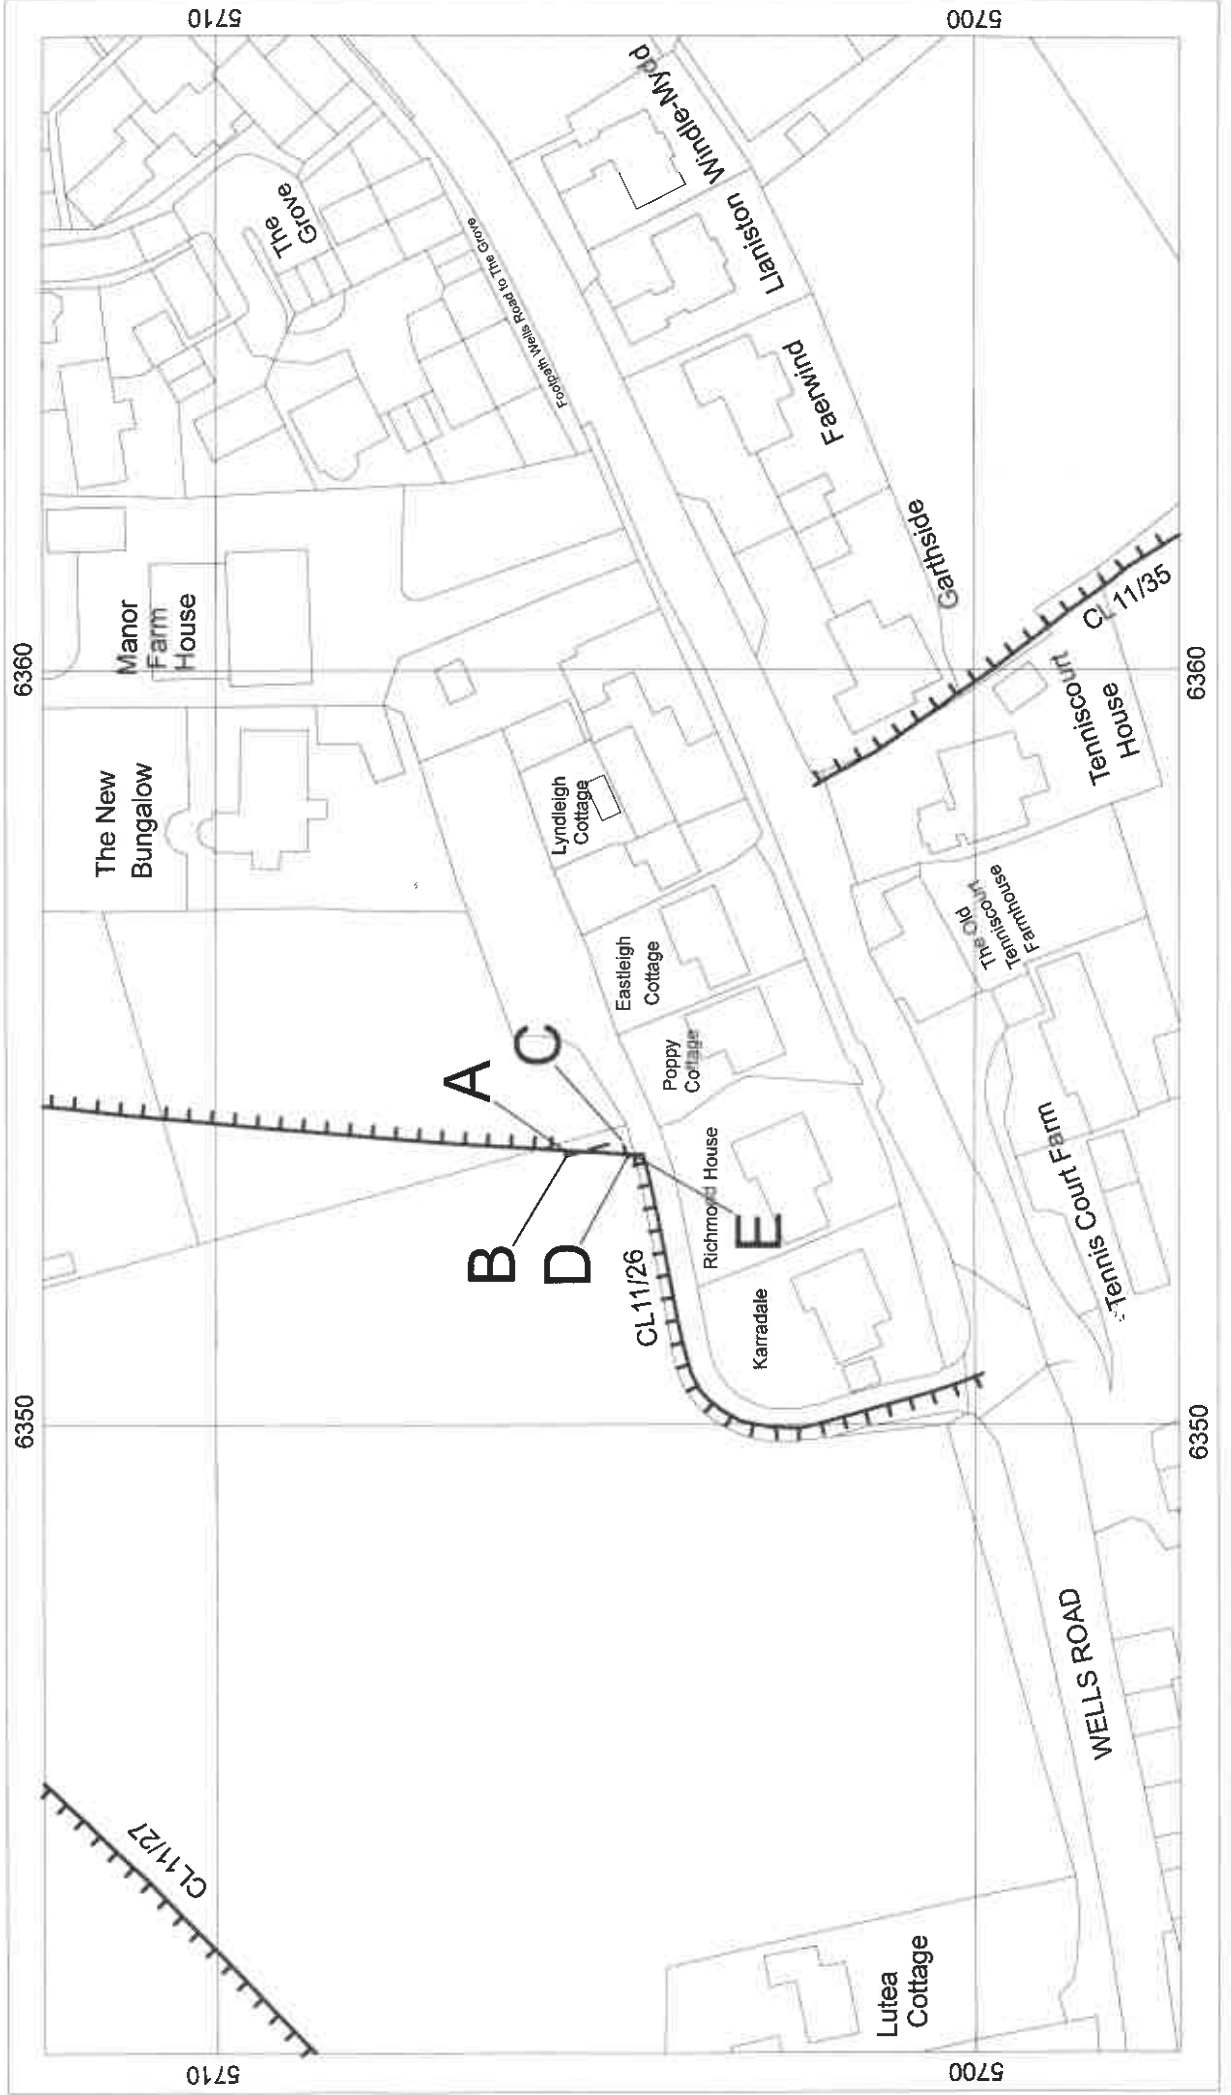 6350
6360
5710
5710
5700
5700
6350
6360
CL11/27
The New
Bungalow
Manor
Farm
House
The
Grove
Footpath Wells Road to The Grove
A
B
C
D
E
CL11/26
Lyndleigh
Cottage
Eastleigh
Cottage
Poppy
Cottage
Richmond House
Karradale
Windle-Mydd
Llaniston
Faerwind
Garthside
CL11/35
Tenniscourt
House
The Old
Tenniscourt
Farmhouse
Tennis Court Farm
WELLS ROAD
Lutea
Cottage